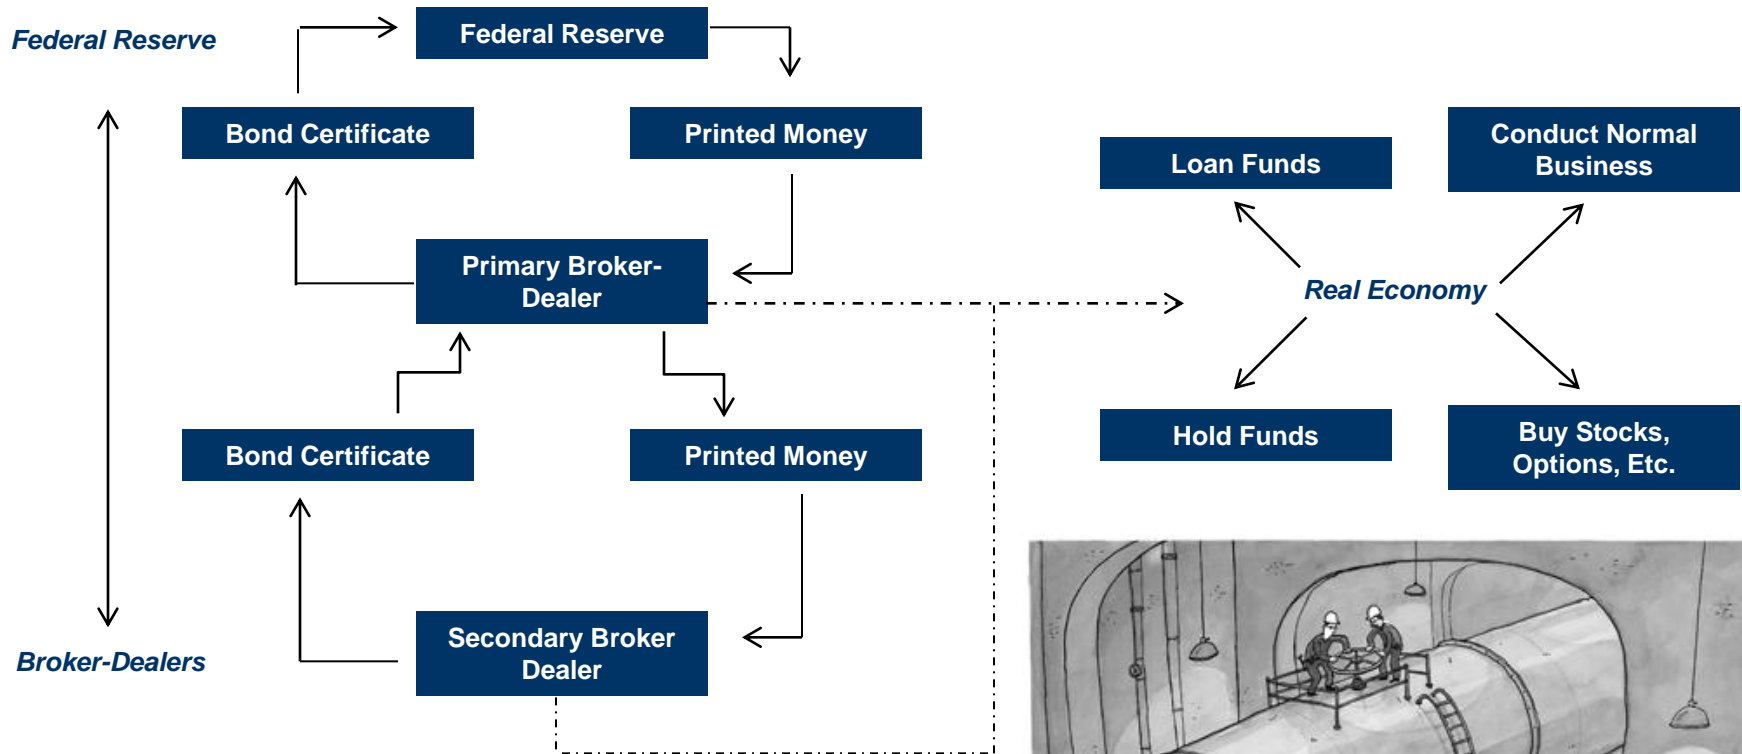 Federal Reserve
Federal Reserve
Bond Certificate
Printed Money
Primary Broker-
Dealer
Bond Certificate
Printed Money
Secondary Broker
Dealer
Broker-Dealers
Loan Funds
Conduct Normal
Business
Real Economy
Hold Funds
Buy Stocks,
Options, Etc.